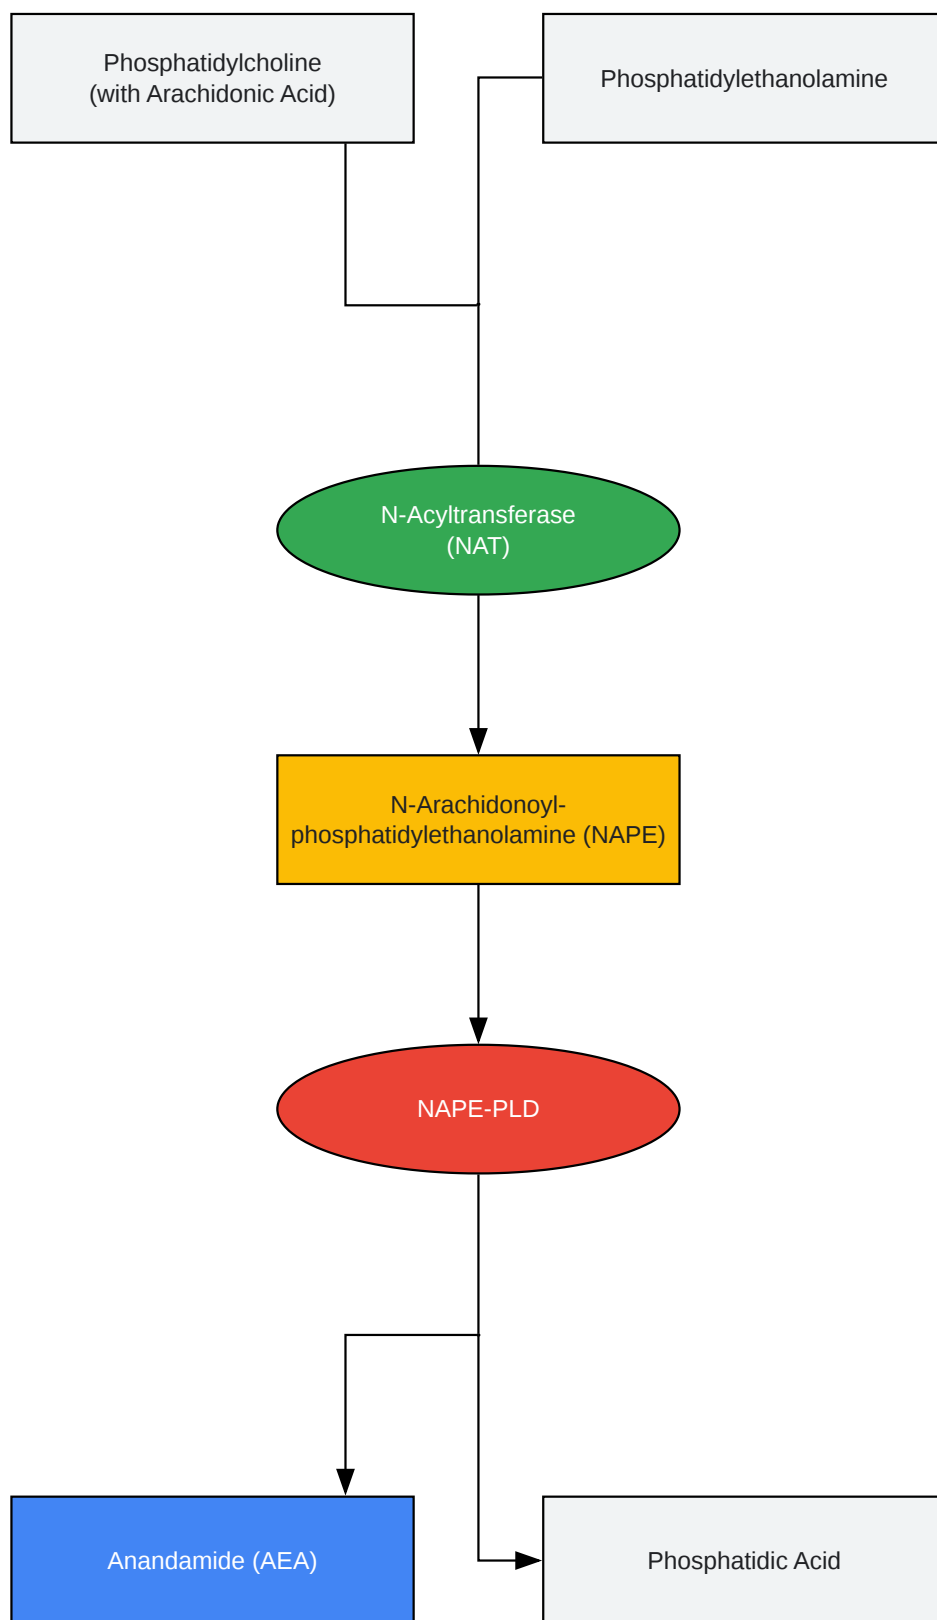 Phosphatidylcholine
(with Arachidonic Acid)
Phosphatidylethanolamine
N-Acyltransferase
(NAT)
N-Arachidonoyl-
phosphatidylethanolamine (NAPE)
NAPE-PLD
Anandamide (AEA)
Phosphatidic Acid